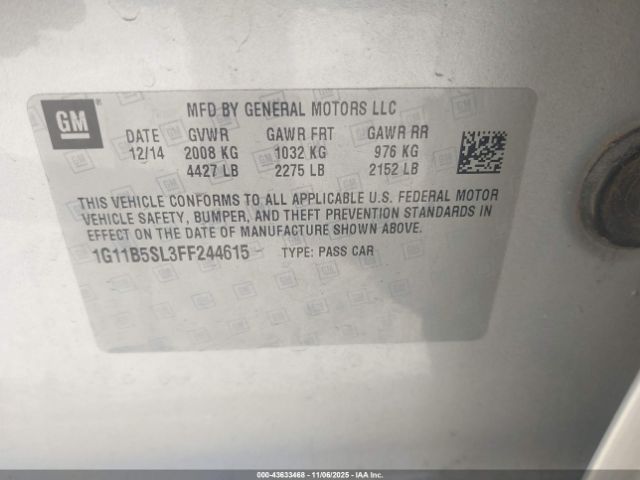 GM
MFD BY GENERAL MOTORS LLC
DATE GVWR GAWR FRT GAWR RR
12/14 2008 KG 1032 KG 976 KG
4427 LB 2275 LB 2152 LB
THIS VEHICLE CONFORMS TO ALL APPLICABLE U.S. FEDERAL MOTOR
VEHICLE SAFETY, BUMPER, AND THEFT PREVENTION STANDARDS IN
EFFECT ON THE DATE OF MANUFACTURE SHOWN ABOVE.
1G11B5SL3FF244615 TYPE: PASS CAR
000-43633468 - 11/06/2025 - IAAI.COM